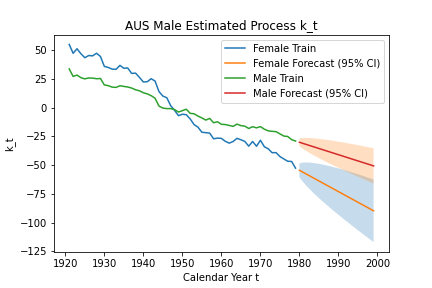 AUS Male Estimated Process k_t
Female Train
Female Forecast (95% CI)
Male Train
Male Forecast (95% CI)
50
25
0
−25
−50
−75
−100
−125
k_t
1920 1930 1940 1950 1960 1970 1980 1990 2000
Calendar Year t